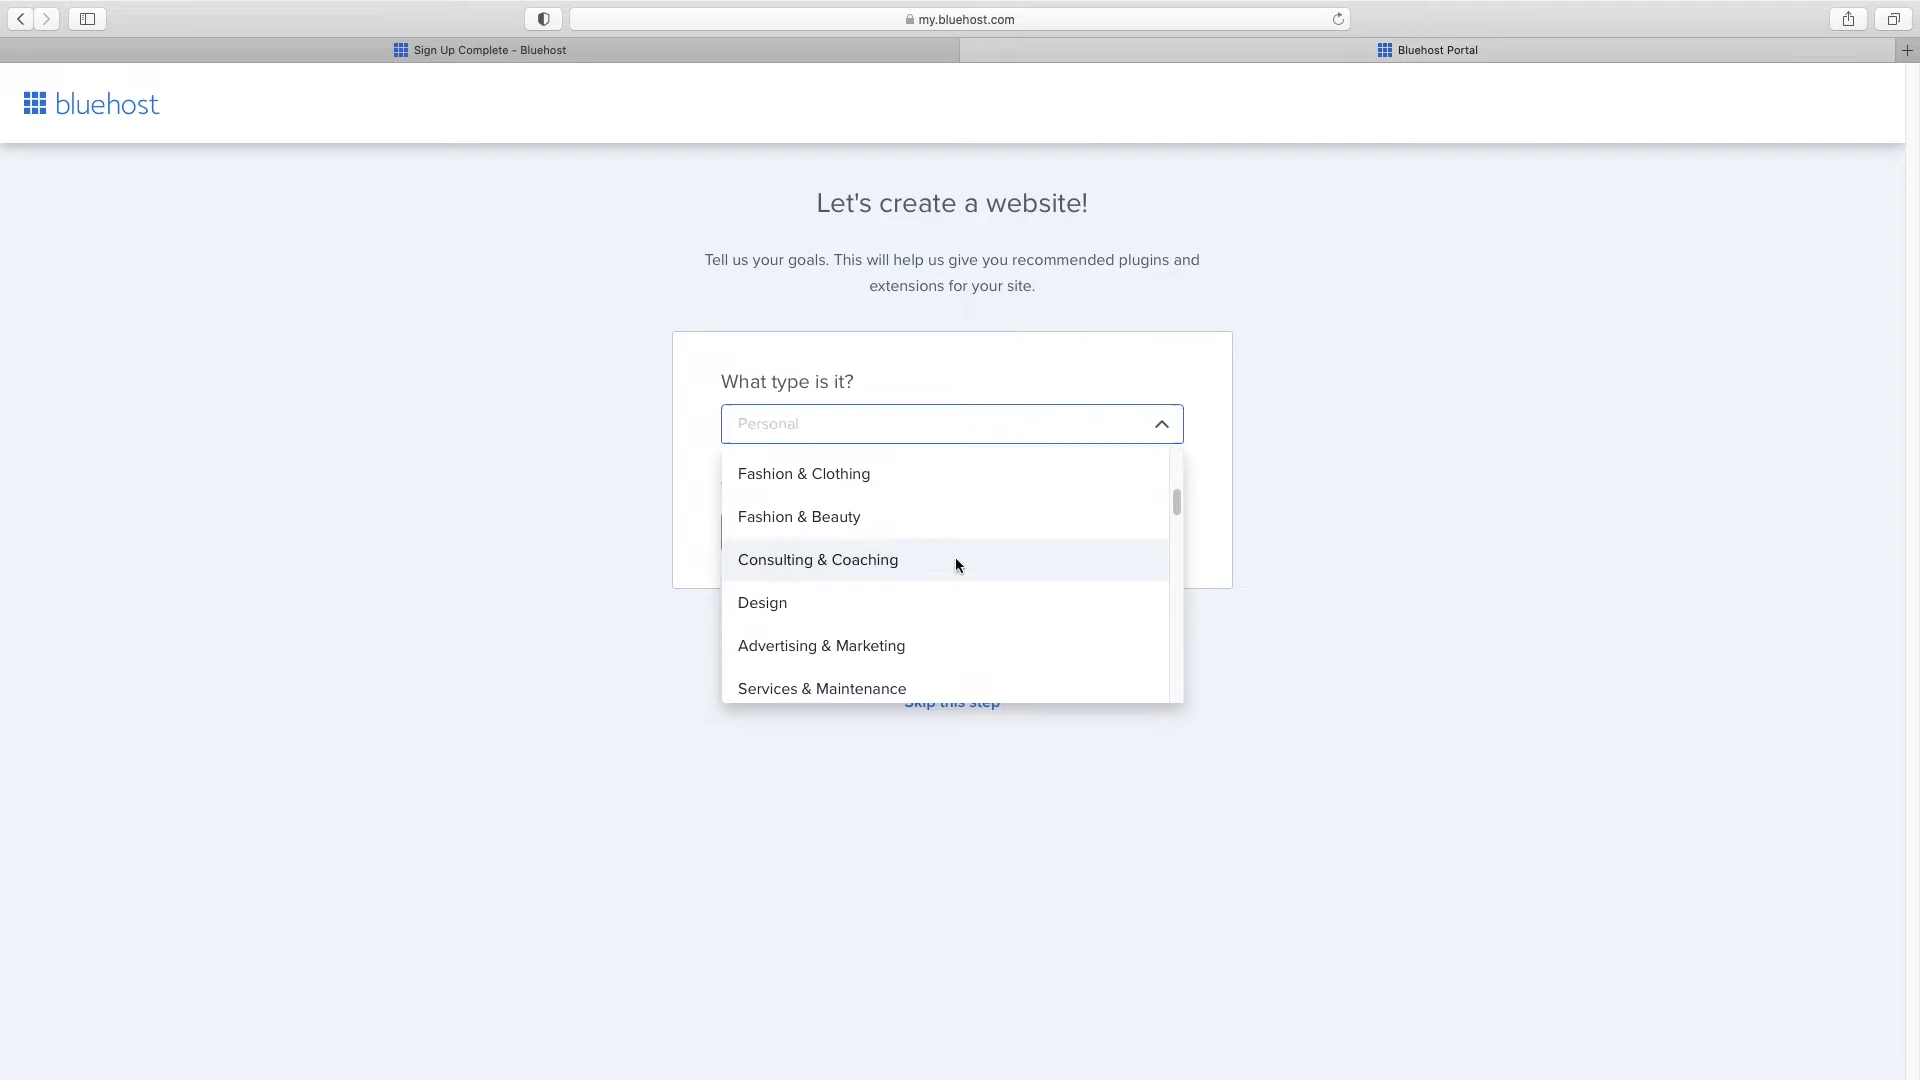 my.bluehost.com
Sign Up Complete - Bluehost
Bluehost Portal
bluehost
Let's create a website!
Tell us your goals. This will help us give you recommended plugins and
extensions for your site.
What type is it?
Personal
Fashion & Clothing
Fashion & Beauty
Consulting & Coaching
Design
Advertising & Marketing
Services & Maintenance
Skip this step